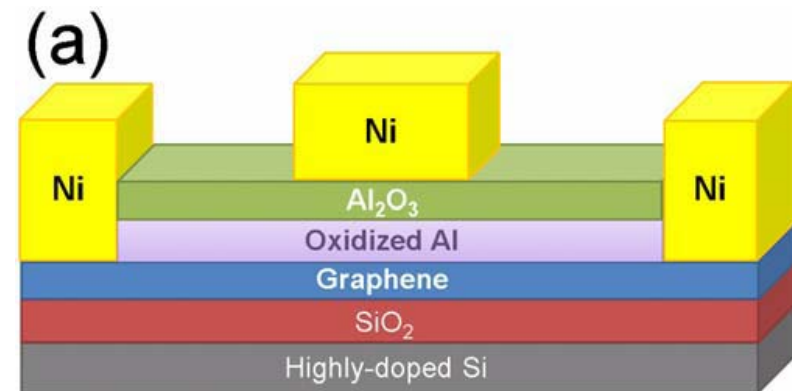 (a)
Ni
Ni
Ni
Al₂O₃
Oxidized Al
Graphene
SiO₂
Highly-doped Si